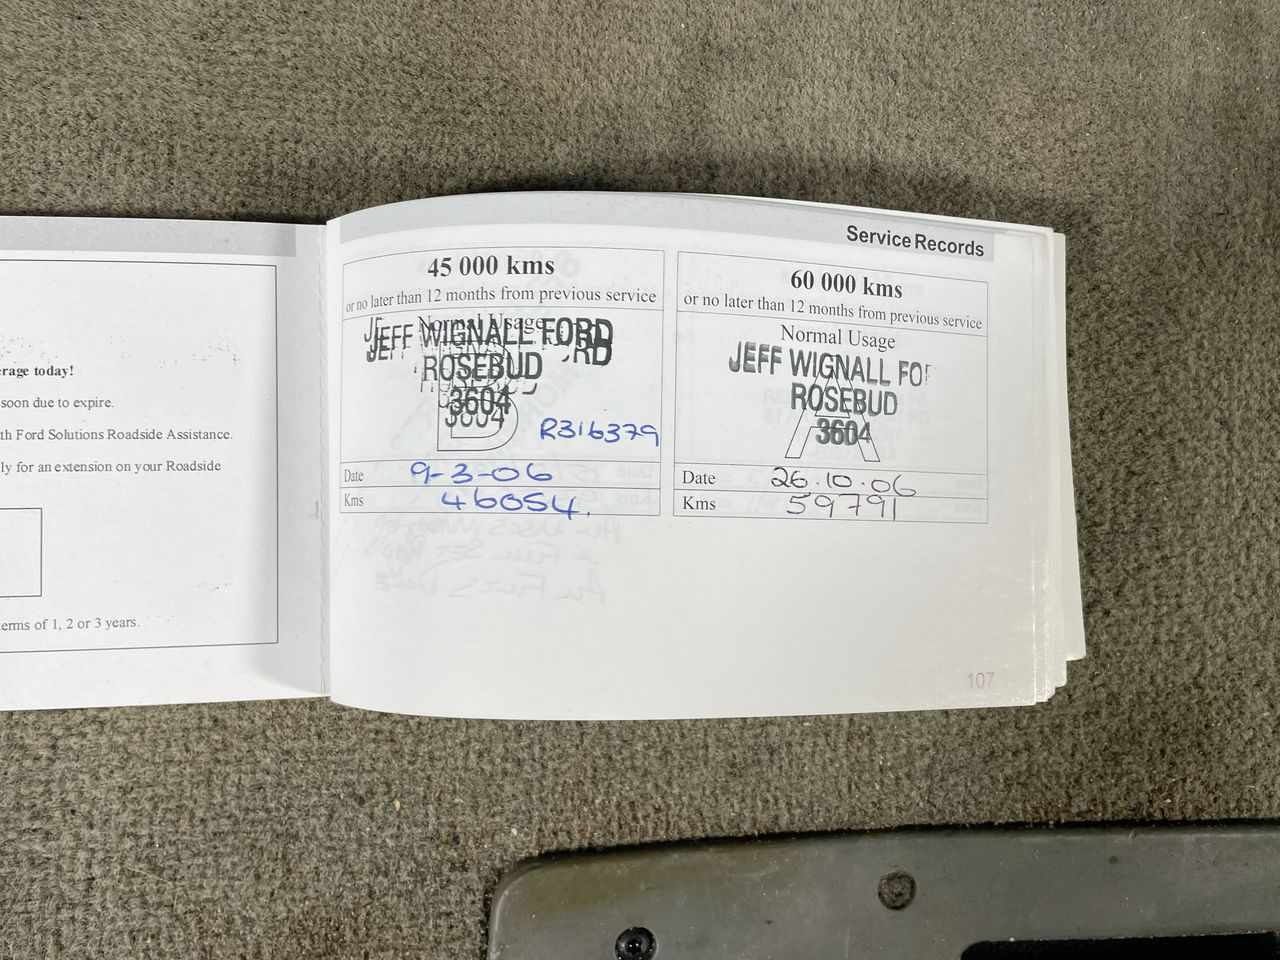 erage today!
soon due to expire.
th Ford Solutions Roadside Assistance.
ly for an extension on your Roadside
erms of 1, 2 or 3 years.
Service Records
45 000 kms
or no later than 12 months from previous service
Normal Usage
JEFF WIGNALL FORD
ROSEBUD
3604
B
R316379
Date 9-3-06
Kms 46054.
60 000 kms
or no later than 12 months from previous service
Normal Usage
JEFF WIGNALL FOR
ROSEBUD
3604
A
Date 26.10.06
Kms 59791
107